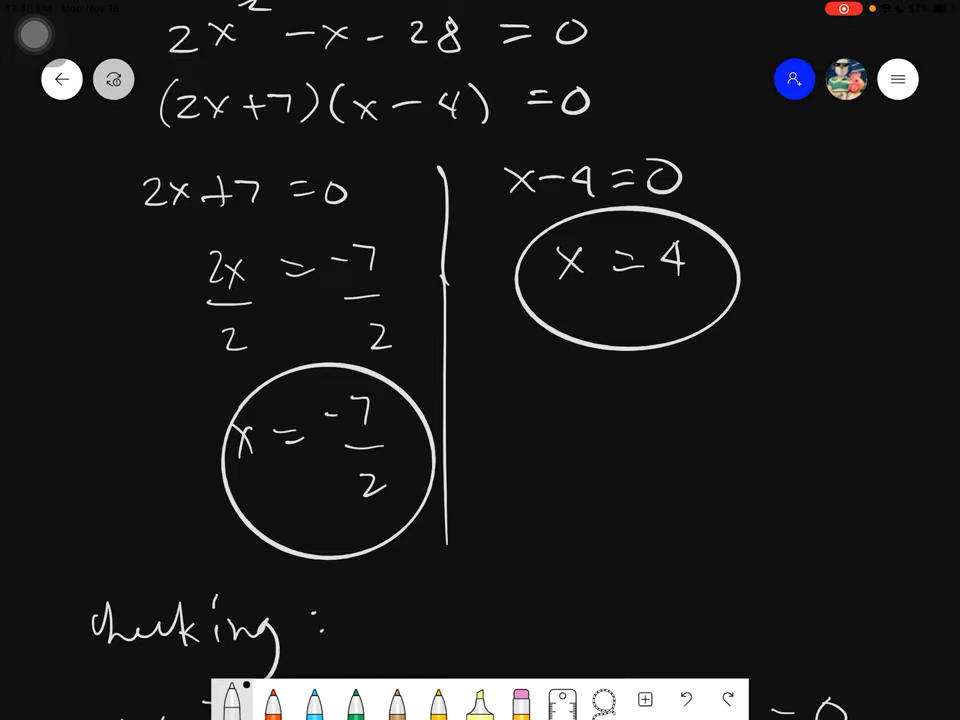 2x² - x - 28 = 0
(2x+7)(x-4) = 0
2x+7 = 0
2x/2 = -7/2
x = -7/2
x-4=0
x = 4
checking :
= 0